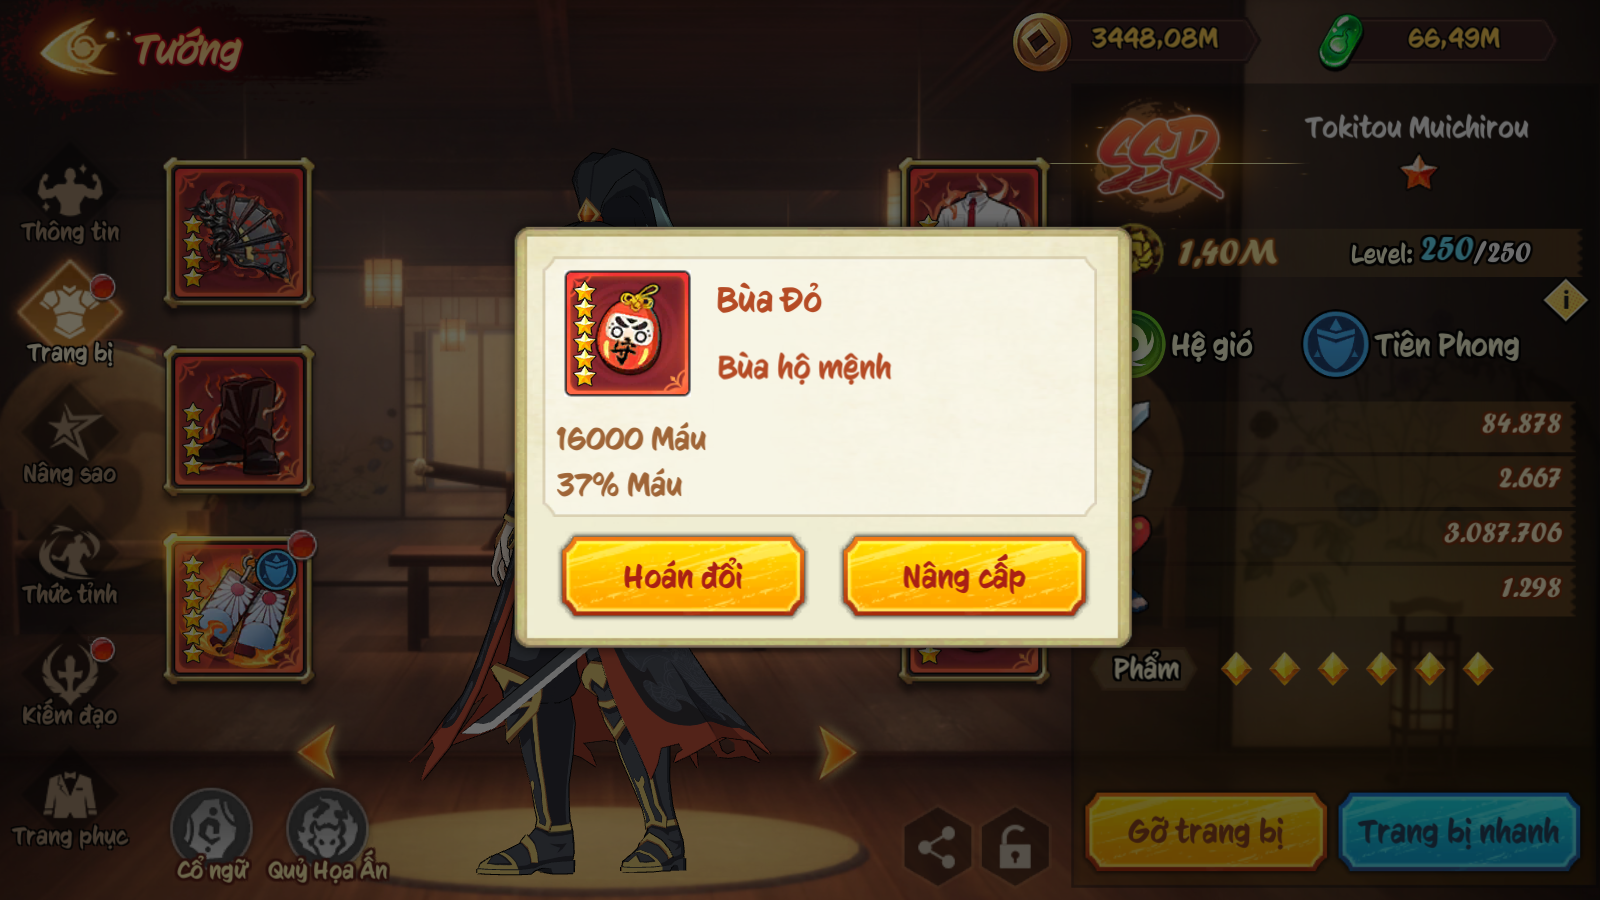 Tướng
3448,08M
66,49M
Thông tin
Trang bị
Nâng sao
Thức tỉnh
Kiếm đạo
Trang phục
Cổ ngữ
Quỷ Họa Ấn
SSR
Tokitou Muichirou
1,40M
Level: 250/250
Hệ gió
Tiên Phong
84.878
2.667
3.087.706
1.298
Phẩm
Gỡ trang bị
Trang bị nhanh
Bùa Đỏ
Bùa hộ mệnh
守
16000 Máu
37% Máu
Hoán đổi
Nâng cấp